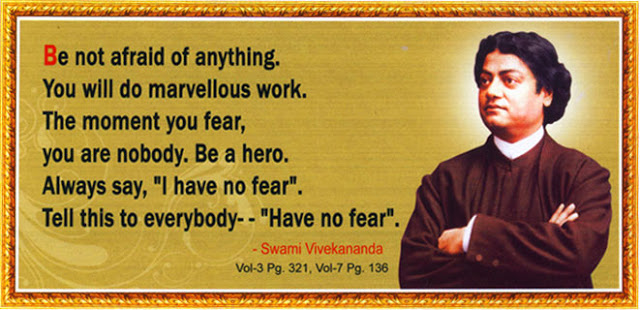 Be not afraid of anything.
You will do marvellous work.
The moment you fear,
you are nobody. Be a hero.
Always say, "I have no fear".
Tell this to everybody- - "Have no fear".
- Swami Vivekananda
Vol-3 Pg. 321, Vol-7 Pg. 136